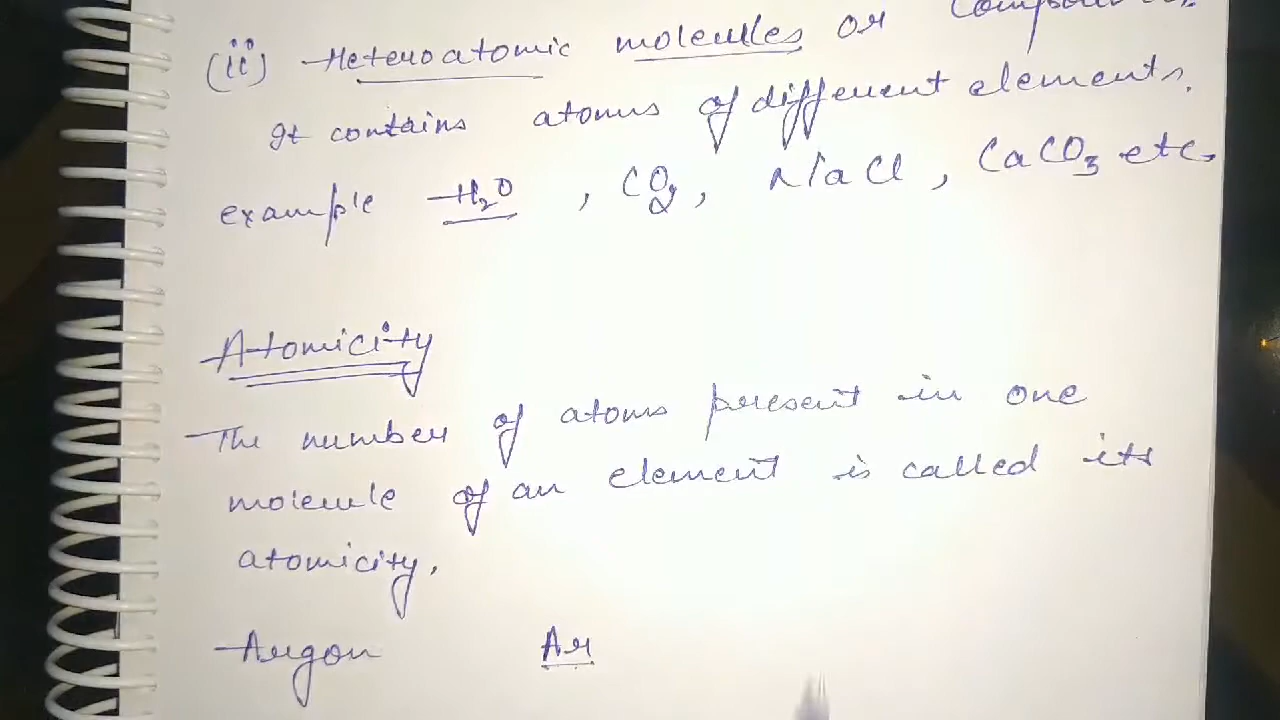 (ii) Heteroatomic molecules or Compounds.
It contains atoms of different elements.
example H₂O , CO₂, NaCl, CaCO₃ etc.
Atomicity
The number of atoms present in one
molecule of an element is called its
atomicity.
Argon Ar